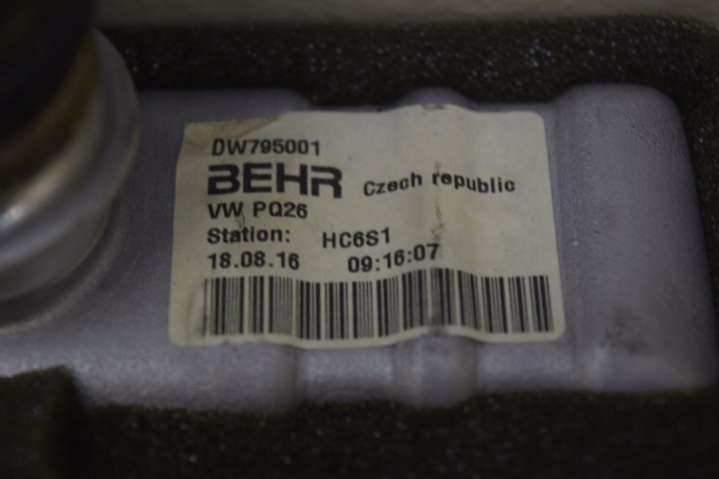 DW795001
BEHR Czech republic
VW PQ26
Station: HC6S1
18.08.16 09:16:07